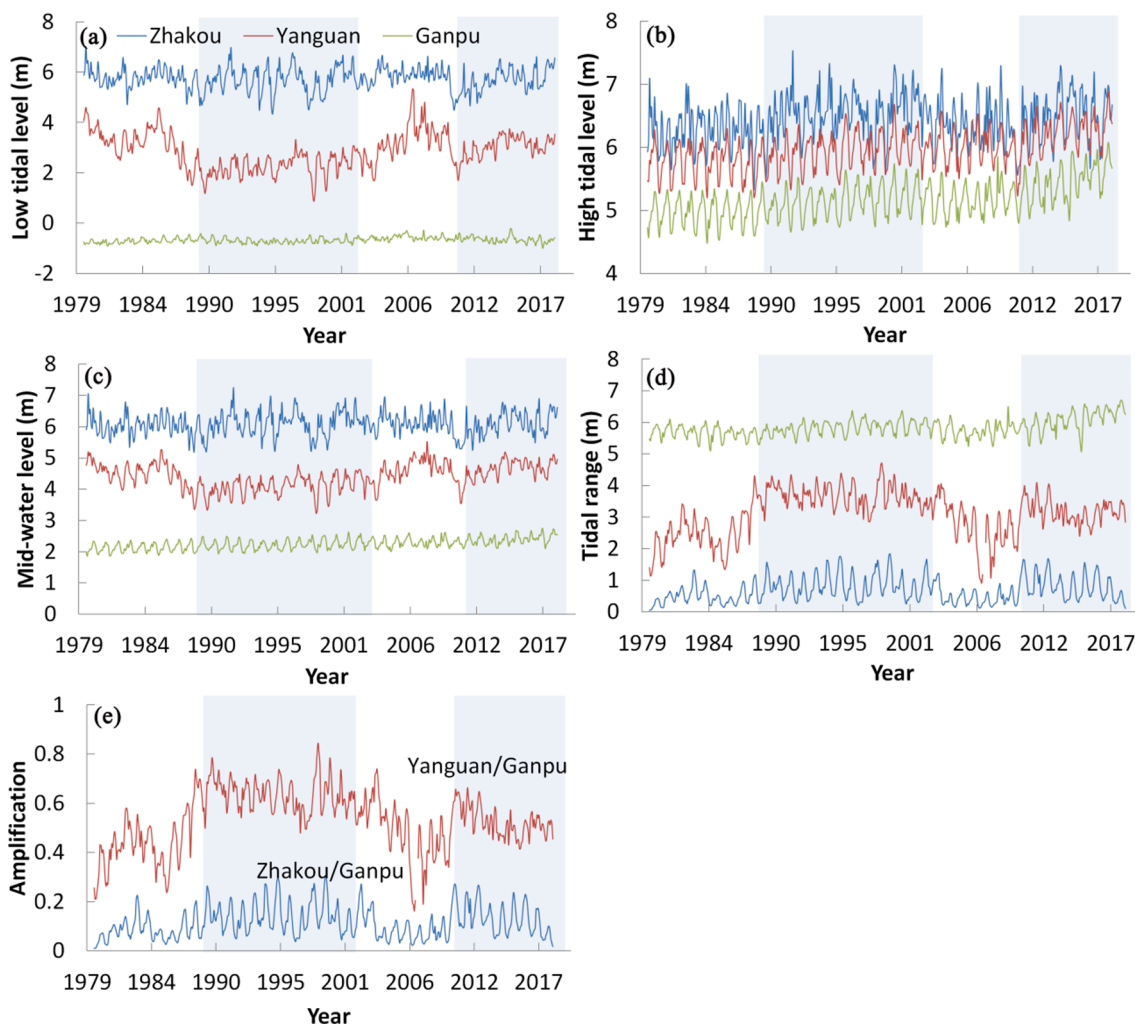 (a)
Zhakou Yanguan Ganpu
Low tidal level (m)
8
6
4
2
0
-2
1979 1984 1990 1995 2002 2006 2012 2017
Year
(b)
High tidal level (m)
8
7
6
5
4
1979 1984 1990 1995 2002 2006 2012 2017
Year
(c)
Mid-water level (m)
8
7
6
5
4
3
2
1
0
1979 1984 1990 1995 2002 2006 2012 2017
Year
(d)
Tidal range (m)
8
7
6
5
4
3
2
1
0
1979 1984 1990 1995 2002 2006 2012 2017
Year
(e)
Amplification
1
0.8
0.6
0.4
0.2
0
Yanguan/Ganpu
Zhakou/Ganpu
1979 1984 1990 1995 2002 2006 2012 2017
Year